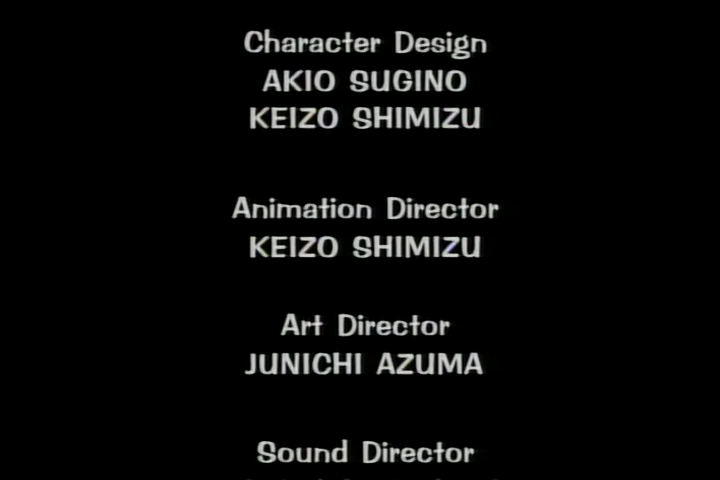 Character Design
AKIO SUGINO
KEIZO SHIMIZU
Animation Director
KEIZO SHIMIZU
Art Director
JUNICHI AZUMA
Sound Director